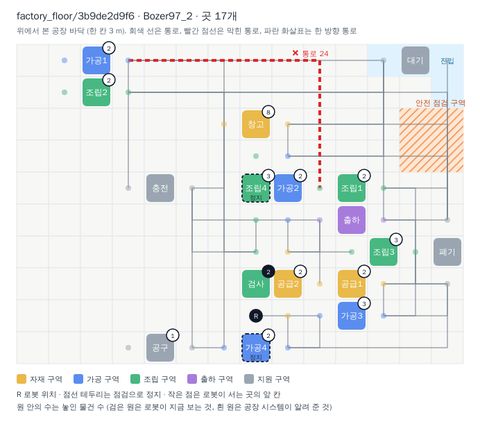 factory_floor/3b9de2d9f6 · Bozer97_2 · 곳 17개
위에서 본 공장 바닥 (한 칸 3 m). 회색 선은 통로, 빨간 점선은 막힌 통로, 파란 화살표는 한 방향 통로
2
가공1
✖ 통로 24
대기
진입
2
조립2
안전 점검 구역
8
창고
충전
3
조립4
정지
2
가공2
2
조립1
출하
3
조립3
폐기
2
검사
2
공급2
2
공급1
R
3
가공3
1
공구
2
가공4
정지
자재 구역
가공 구역
조립 구역
출하 구역
지원 구역
R 로봇 위치 · 점선 테두리는 점검으로 정지 · 작은 점은 로봇이 서는 곳의 앞 칸
원 안의 수는 놓인 물건 수 (검은 원은 로봇이 지금 보는 것, 흰 원은 공장 시스템이 알려 준 것)